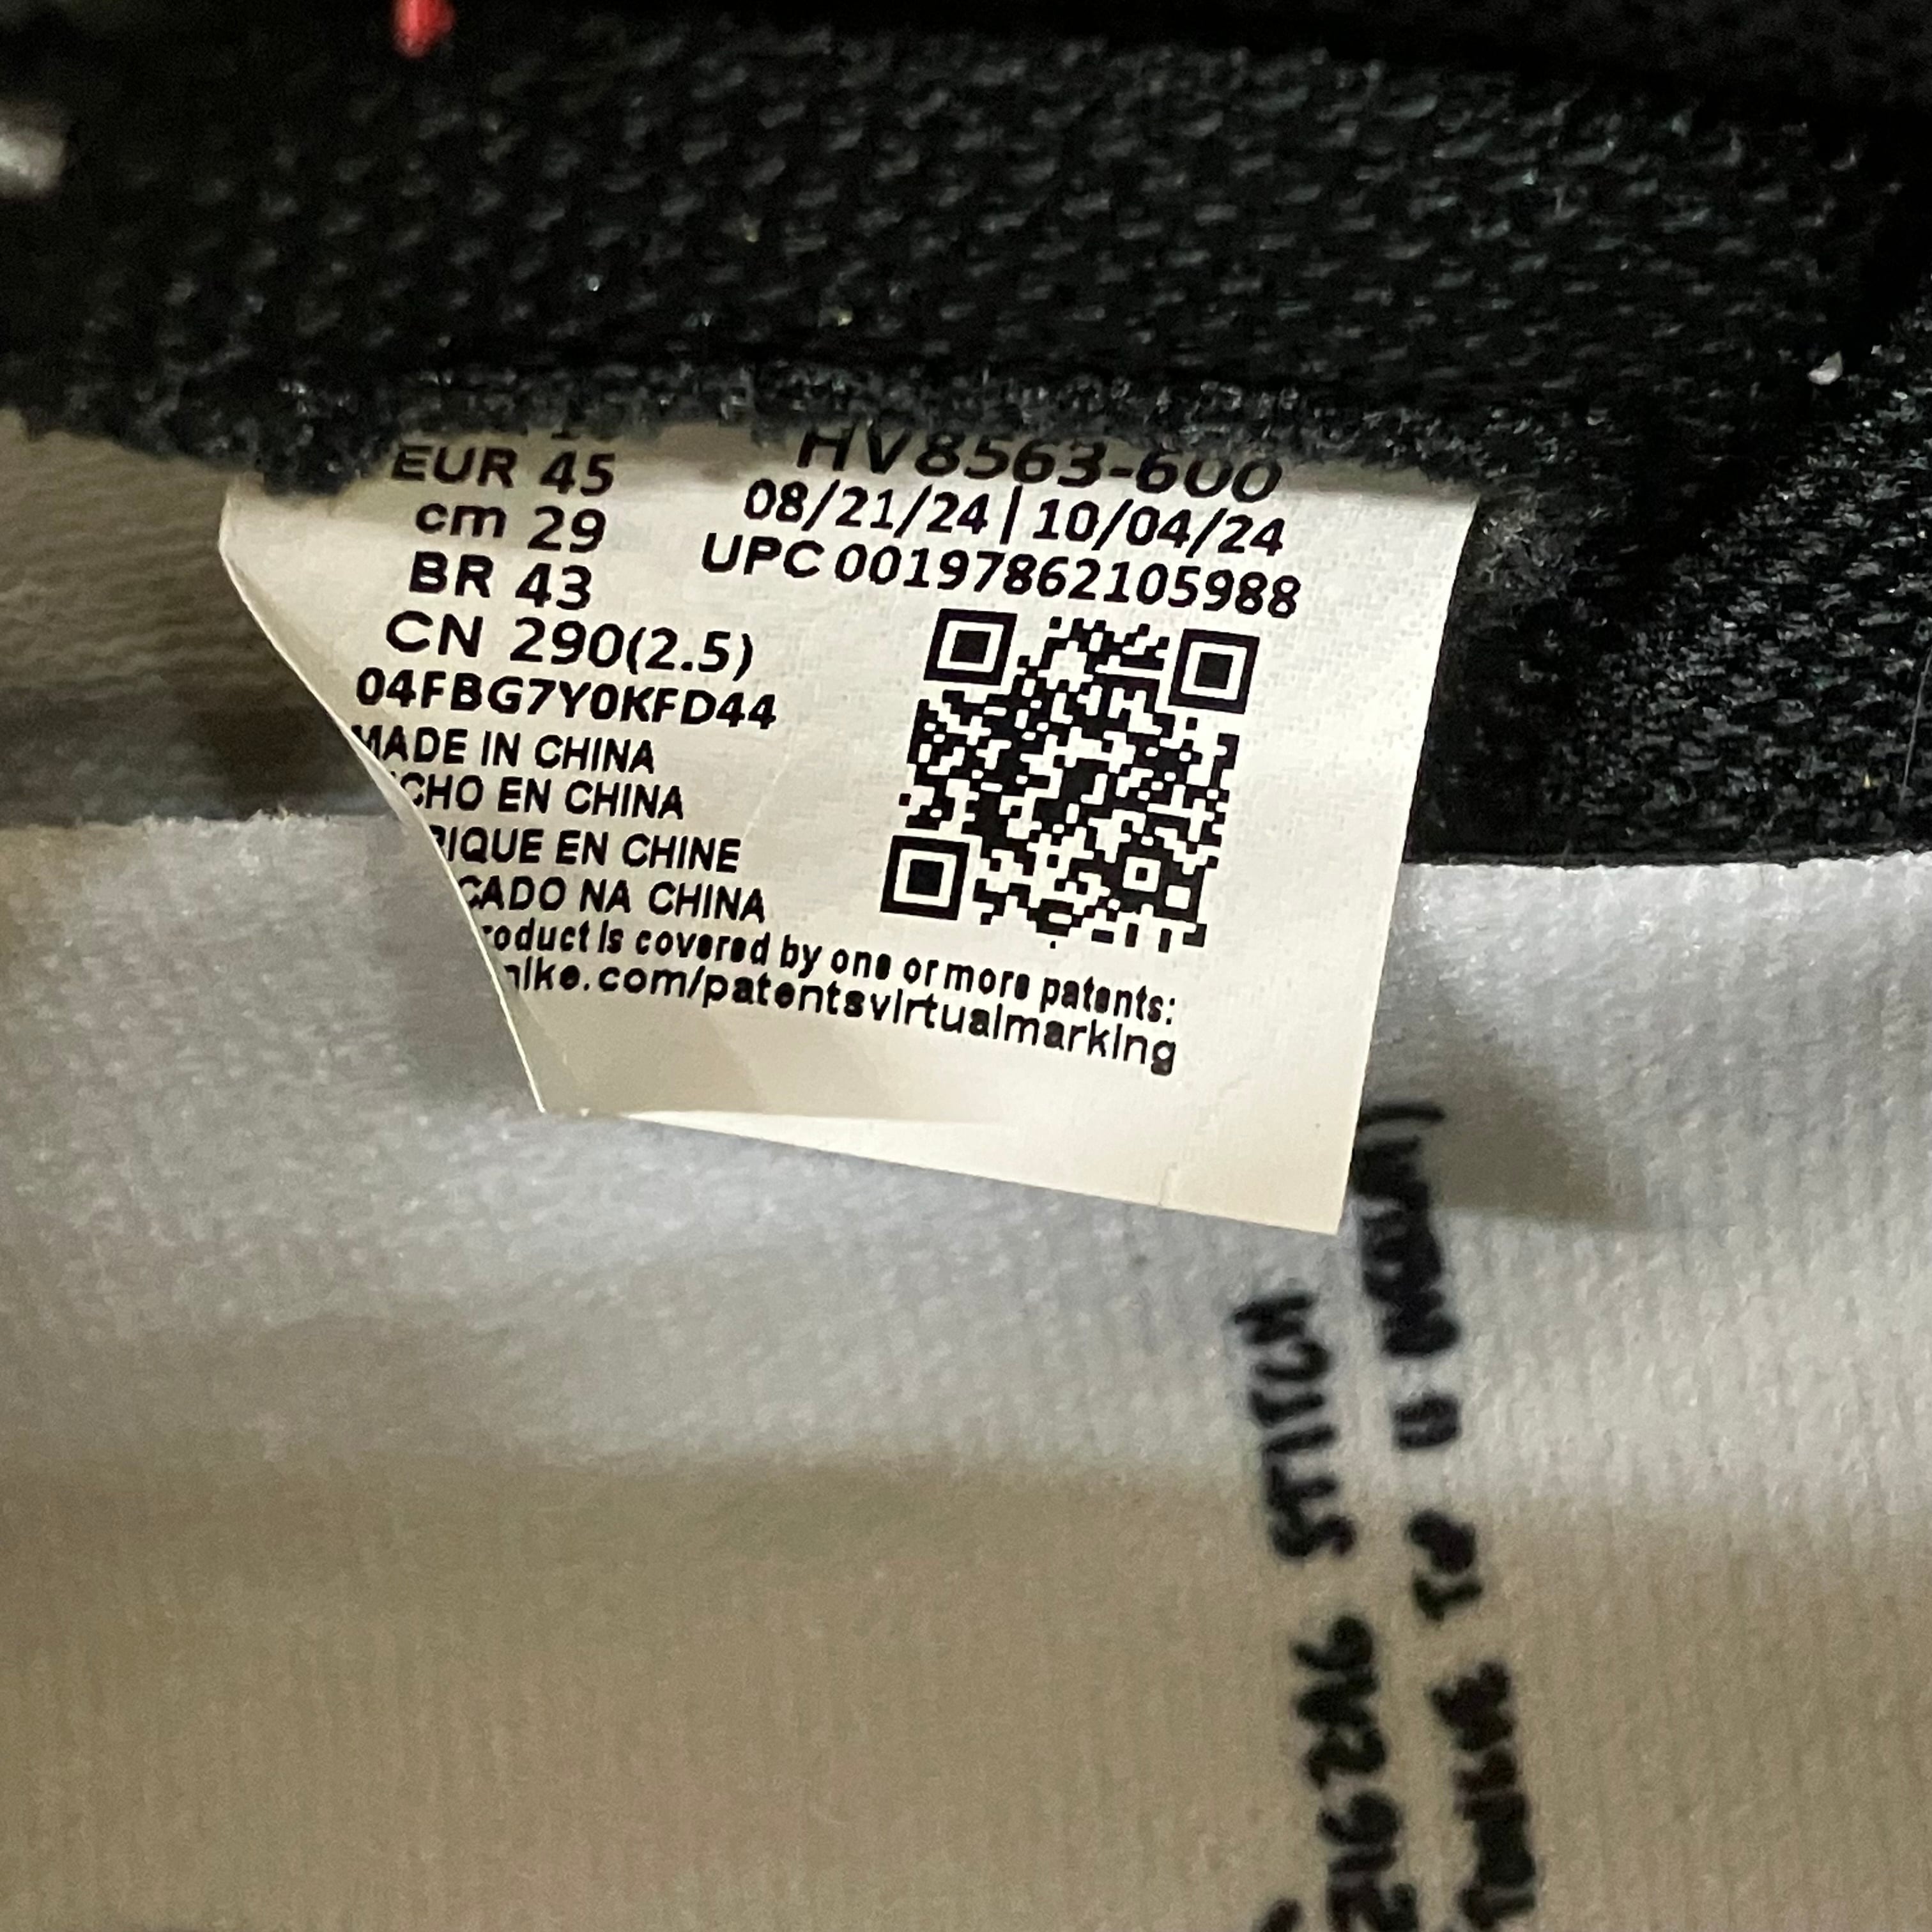 EUR 45
cm 29
BR 43
CN 290(2.5)
04FBG7Y0KFD44
MADE IN CHINA
CHO EN CHINA
RIQUE EN CHINE
CADO NA CHINA
roduct is covered by one or more patents:
nike.com/patentsvirtualmarking
HV8563-600
08/21/24 | 10/04/24
UPC 00197862105988